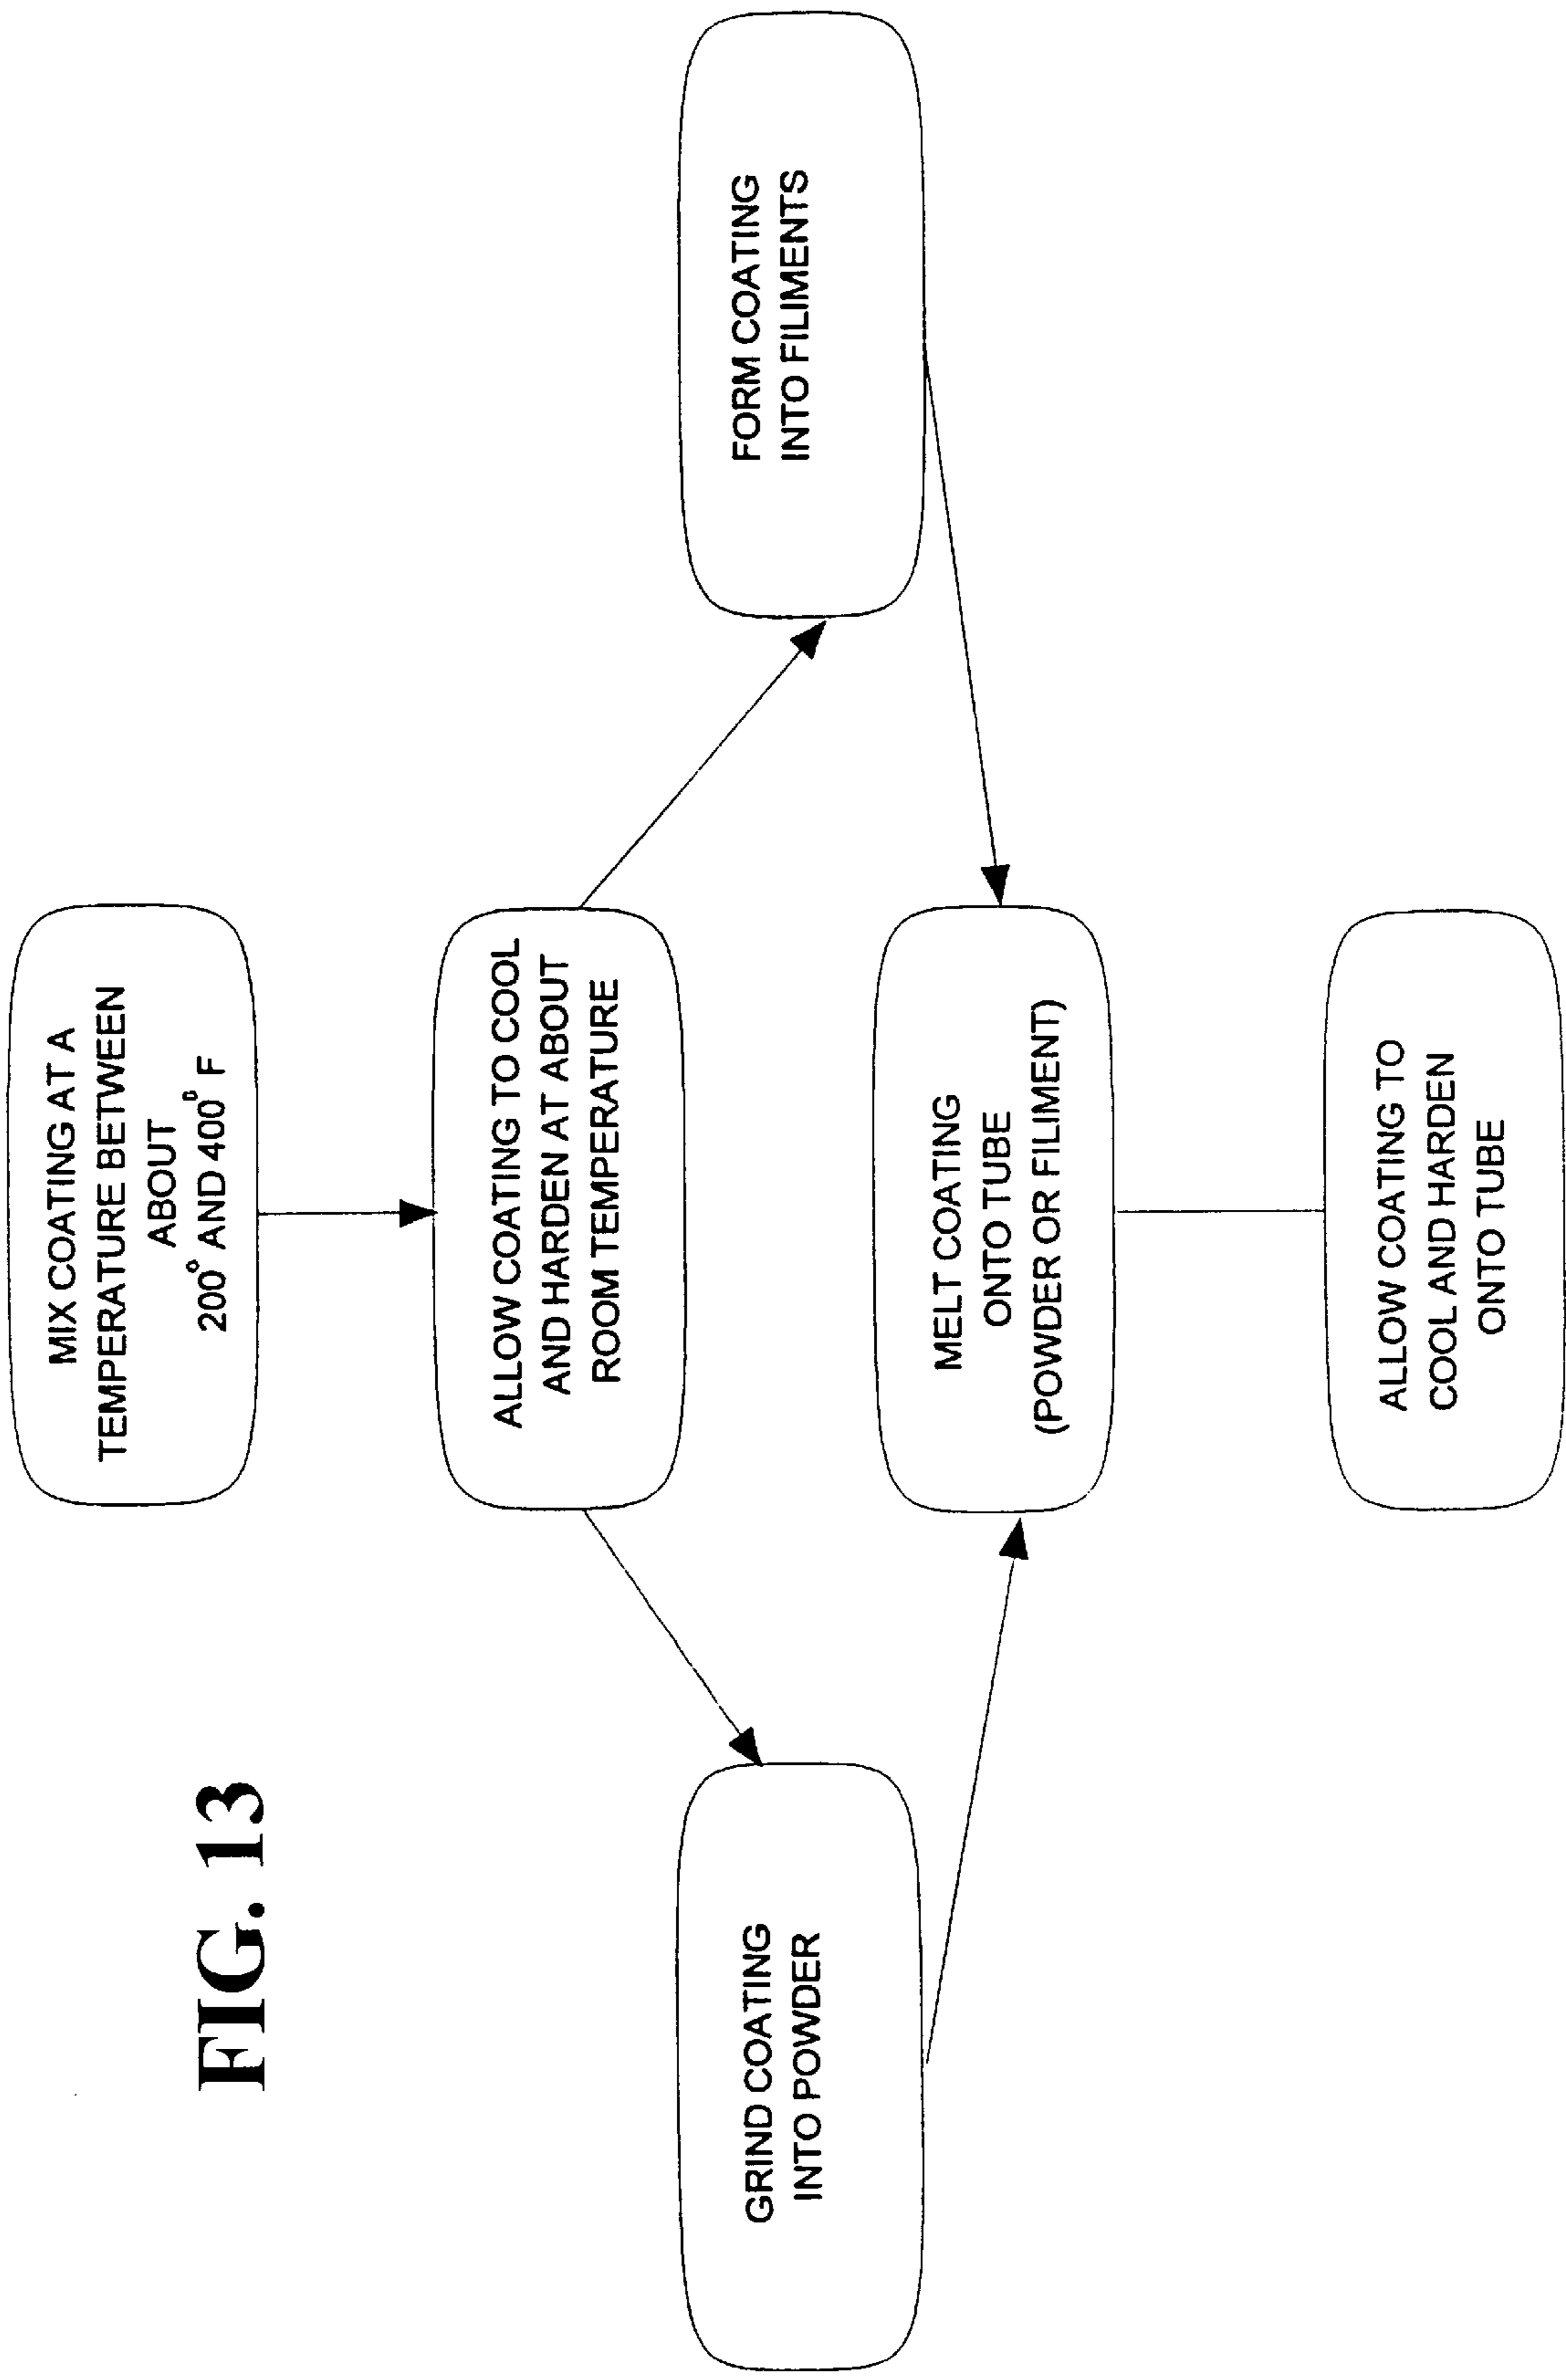 FIG. 13
MIX COATING AT A
TEMPERATURE BETWEEN
ABOUT
200° AND 400° F
ALLOW COATING TO COOL
AND HARDEN AT ABOUT
ROOM TEMPERATURE
GRIND COATING
INTO POWDER
FORM COATING
INTO FILIMENTS
MELT COATING
ONTO TUBE
(POWDER OR FILIMENT)
ALLOW COATING TO
COOL AND HARDEN
ONTO TUBE